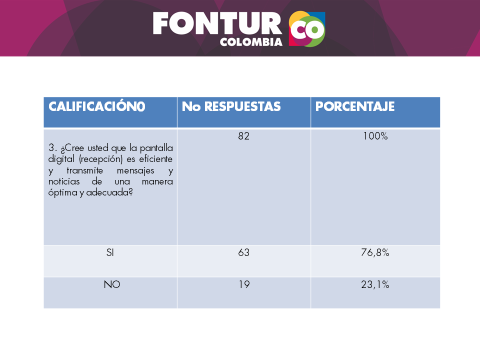 FONTUR CO
COLOMBIA
CALIFICACIÓN() No RESPUESTAS PORCENTAJE
82 100%
3. ¿Cree usted que la pantalla
digital (recepción) es eficiente
y transmite mensajes y
noticias de una manera
óptima y adecuada?
SI 63 76,8%
NO 19 23,1%